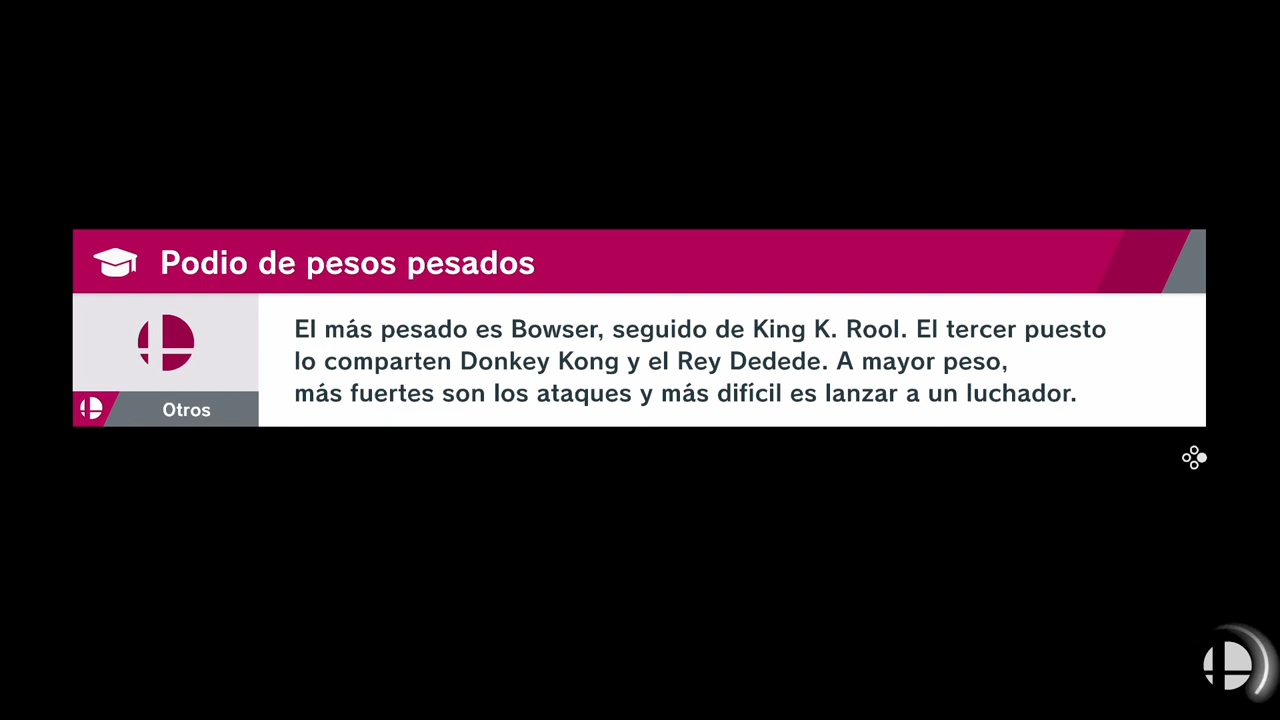 Podio de pesos pesados
El más pesado es Bowser, seguido de King K. Rool. El tercer puesto
lo comparten Donkey Kong y el Rey Dedede. A mayor peso,
más fuertes son los ataques y más difícil es lanzar a un luchador.
Otros